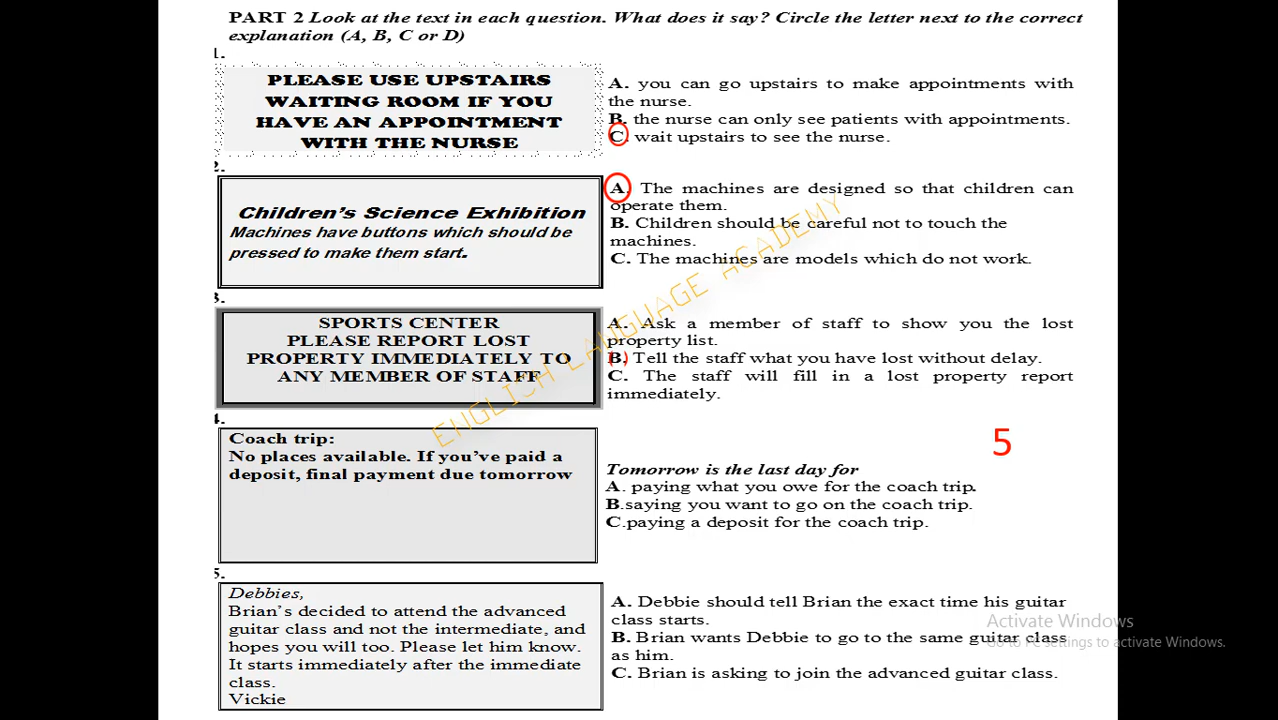 PART 2 Look at the text in each question. What does it say? Circle the letter next to the correct
explanation (A, B, C or D)
1.
PLEASE USE UPSTAIRS
WAITING ROOM IF YOU
HAVE AN APPOINTMENT
WITH THE NURSE
A. you can go upstairs to make appointments with
the nurse.
B. the nurse can only see patients with appointments.
C. wait upstairs to see the nurse.
2.
Children's Science Exhibition
Machines have buttons which should be
pressed to make them start.
A. The machines are designed so that children can
operate them.
B. Children should be careful not to touch the
machines.
C. The machines are models which do not work.
3.
SPORTS CENTER
PLEASE REPORT LOST
PROPERTY IMMEDIATELY TO
ANY MEMBER OF STAFF
A. Ask a member of staff to show you the lost
property list.
B. Tell the staff what you have lost without delay.
C. The staff will fill in a lost property report
immediately.
ENGLISH LANGUAGE ACADEMY
4.
Coach trip:
No places available. If you've paid a
deposit, final payment due tomorrow
5
Tomorrow is the last day for
A. paying what you owe for the coach trip.
B.saying you want to go on the coach trip.
C.paying a deposit for the coach trip.
5.
Debbies,
Brian's decided to attend the advanced
guitar class and not the intermediate, and
hopes you will too. Please let him know.
It starts immediately after the immediate
class.
Vickie
A. Debbie should tell Brian the exact time his guitar
class starts.
B. Brian wants Debbie to go to the same guitar class
as him.
C. Brian is asking to join the advanced guitar class.
Activate Windows
Go to PC settings to activate Windows.